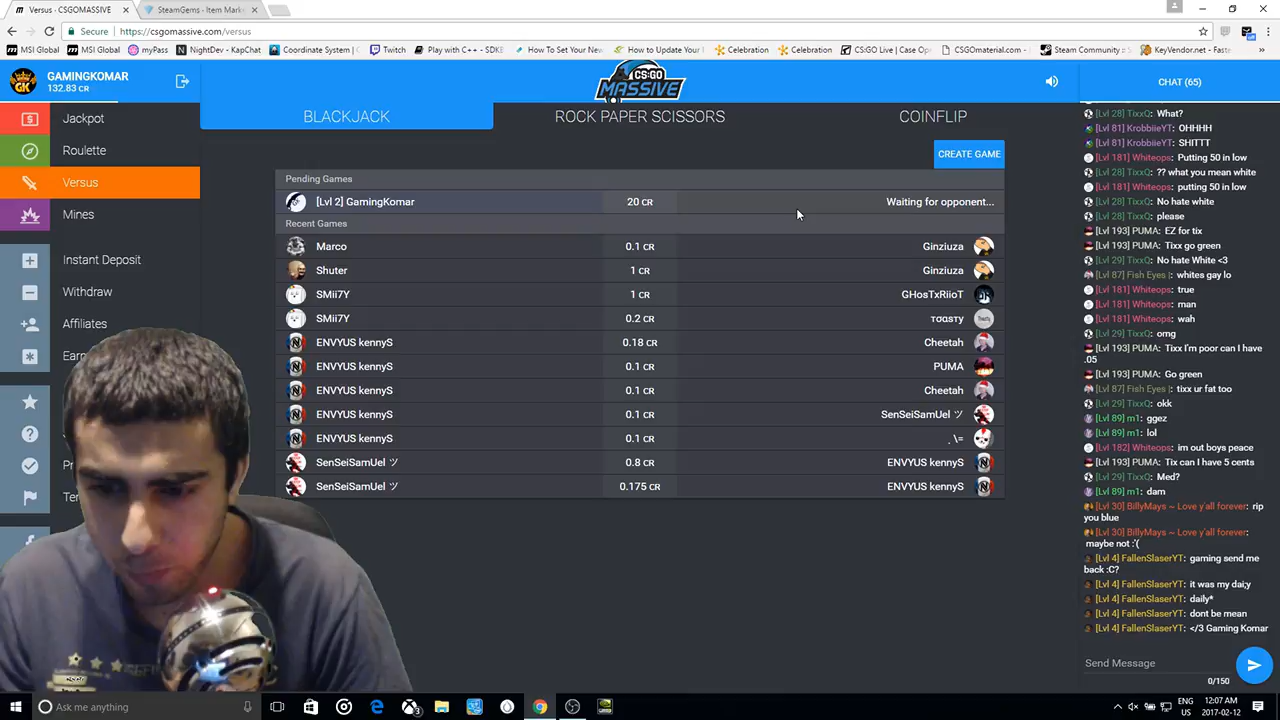 Versus - CSGOMASSIVE
SteamGems - Item Mark
Secure | https://csgomassive.com/versus
MSI Global
MSI Global
myPass
NightDev - KapChat
Coordinate System |
Twitch
Play with C++ - SDKE
How To Set Your New
How to Update Your
Celebration
Celebration
CS:GO Live | Case Op
CSGOmaterial.com -
Steam Community ::
KeyVendor.net - Faste
GAMINGKOMAR
132.83 CR
CS:GO
MASSIVE
CHAT (65)
Jackpot
Roulette
Versus
Mines
Instant Deposit
Withdraw
Affiliates
Ear
Pr
Te
BLACKJACK
ROCK PAPER SCISSORS
COINFLIP
CREATE GAME
Pending Games
[Lvl 2] GamingKomar 20 CR Waiting for opponent...
Recent Games
Marco 0.1 CR Ginziuza
Shuter 1 CR Ginziuza
SMii7Y 1 CR GHosTxRiioT
SMii7Y 0.2 CR тσαsтy
ENVYUS kennyS 0.18 CR Cheetah
ENVYUS kennyS 0.1 CR PUMA
ENVYUS kennyS 0.1 CR Cheetah
ENVYUS kennyS 0.1 CR SenSeiSamUel ツ
ENVYUS kennyS 0.1 CR . \=
SenSeiSamUel ツ 0.8 CR ENVYUS kennyS
SenSeiSamUel ツ 0.175 CR ENVYUS kennyS
[Lvl 28] TixxQ: What?
[Lvl 81] KrobbiieYT: OHHHH
[Lvl 81] KrobbiieYT: SHITTT
[Lvl 181] Whiteops: Putting 50 in low
[Lvl 28] TixxQ: ?? what you mean white
[Lvl 181] Whiteops: putting 50 in low
[Lvl 28] TixxQ: No hate white
[Lvl 28] TixxQ: please
[Lvl 193] PUMA: EZ for tix
[Lvl 193] PUMA: Tixx go green
[Lvl 29] TixxQ: No hate White <3
[Lvl 87] Fish Eyes |: whites gay lo
[Lvl 181] Whiteops: true
[Lvl 181] Whiteops: man
[Lvl 181] Whiteops: wah
[Lvl 29] TixxQ: omg
[Lvl 193] PUMA: Tixx I'm poor can I have
.05
[Lvl 193] PUMA: Go green
[Lvl 87] Fish Eyes |: tixx ur fat too
[Lvl 29] TixxQ: okk
[Lvl 89] m1: ggez
[Lvl 89] m1: lol
[Lvl 182] Whiteops: im out boys peace
[Lvl 193] PUMA: Tix can I have 5 cents
[Lvl 29] TixxQ: Med?
[Lvl 89] m1: dam
[Lvl 30] BillyMays ~ Love y'all forever: rip
you blue
[Lvl 30] BillyMays ~ Love y'all forever:
maybe not :'(
[Lvl 4] FallenSlaserYT: gaming send me
back :C?
[Lvl 4] FallenSlaserYT: it was my dai;y
[Lvl 4] FallenSlaserYT: daily*
[Lvl 4] FallenSlaserYT: dont be mean
[Lvl 4] FallenSlaserYT: </3 Gaming Komar
Send Message
0/150
Ask me anything
ENG
US
12:07 AM
2017-02-12